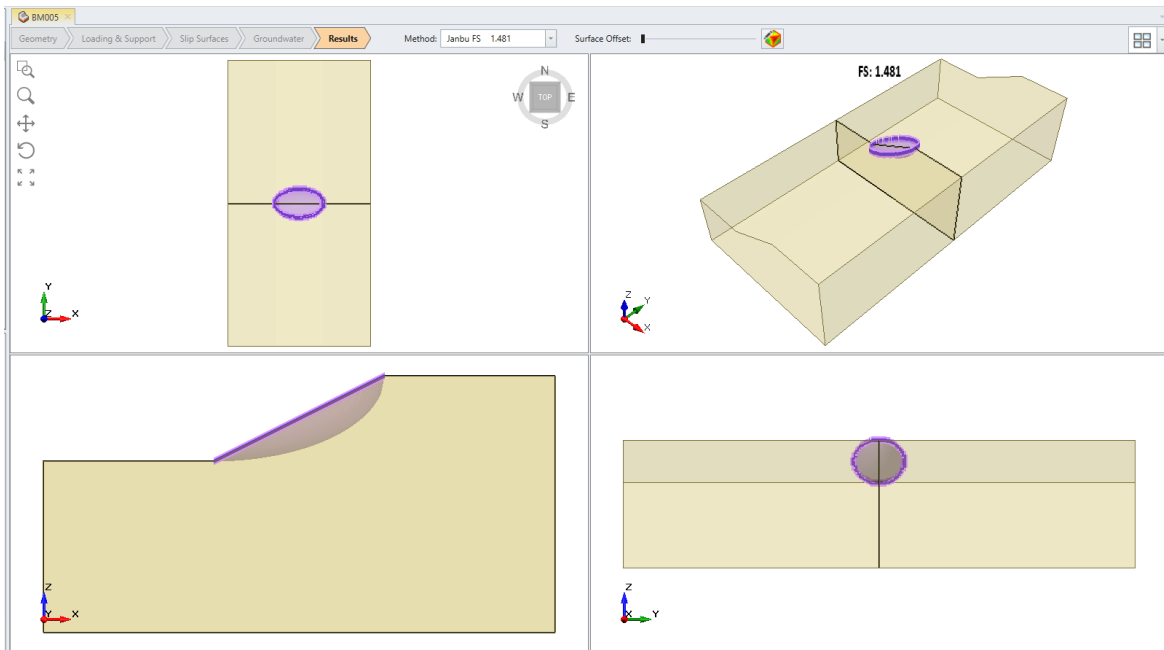 BM005
Geometry Loading & Support Slip Surfaces Groundwater Results Method: Janbu FS 1.481 Surface Offset:
N
W TOP E
S
FS: 1.481
Y
Z X
Z
Y
X
Z
Y X
Z
X Y